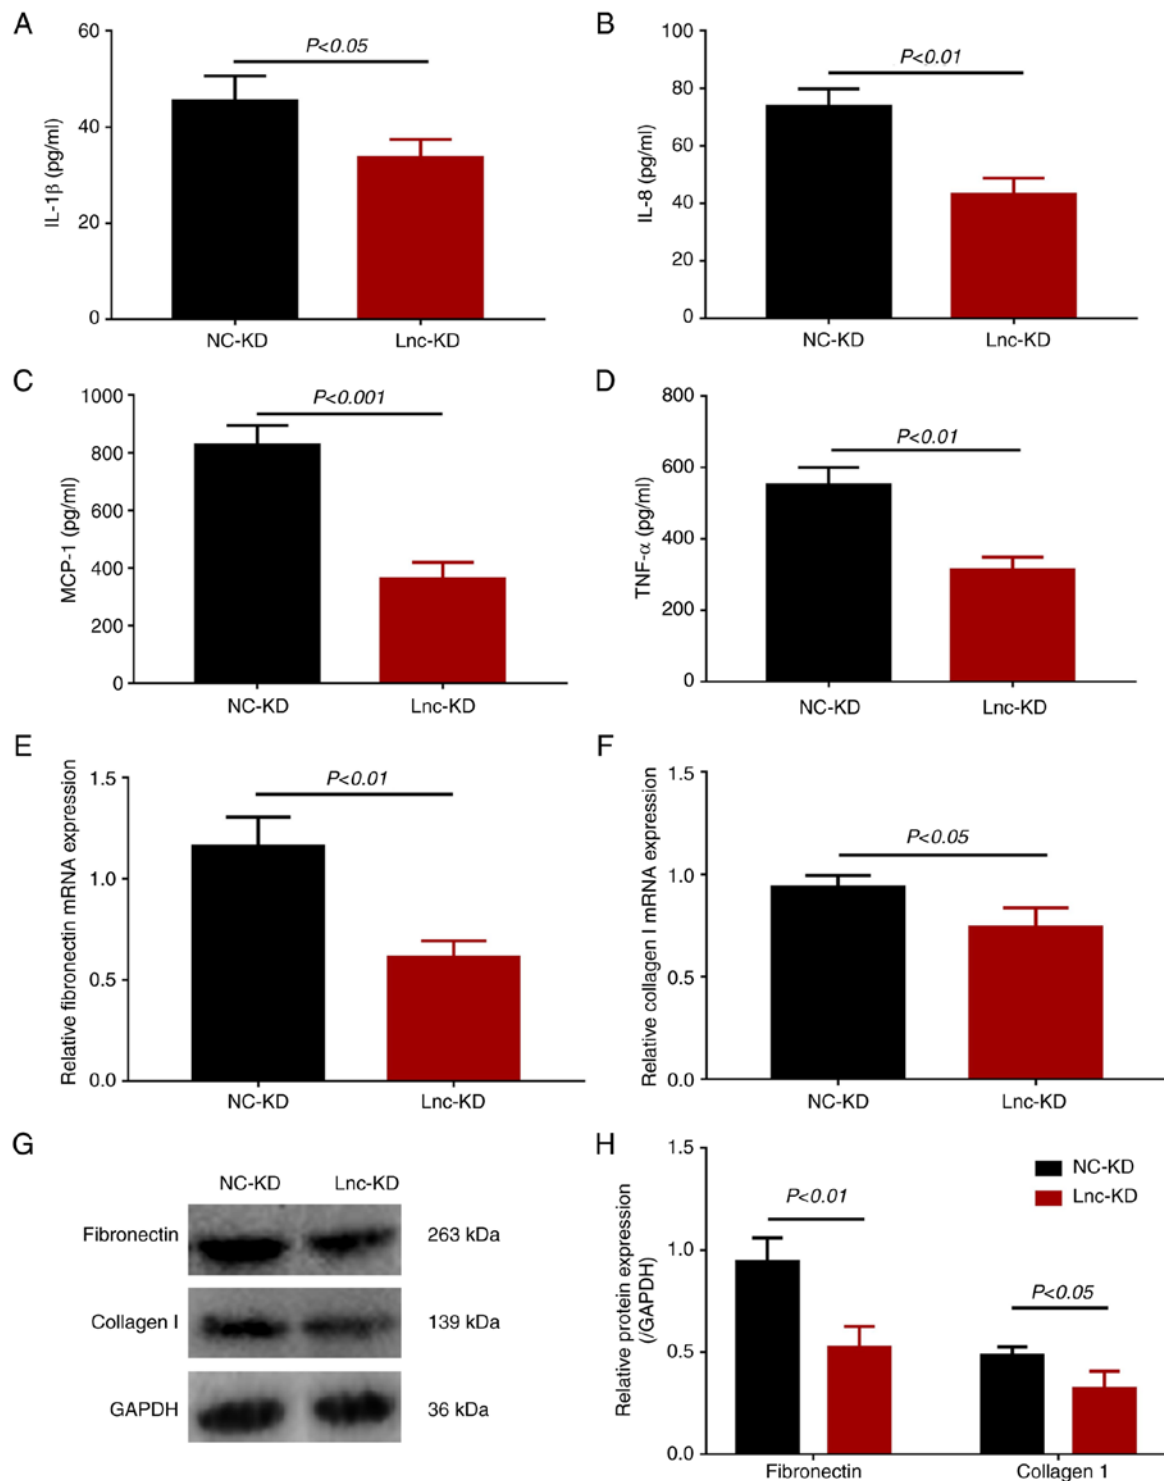 A
IL-1β (pg/ml)
60
40
20
0
P<0.05
NC-KD Lnc-KD
B
IL-8 (pg/ml)
100
80
60
40
20
0
P<0.01
NC-KD Lnc-KD
C
MCP-1 (pg/ml)
1000
800
600
400
200
0
P<0.001
NC-KD Lnc-KD
D
TNF-α (pg/ml)
800
600
400
200
0
P<0.01
NC-KD Lnc-KD
E
Relative fibronectin mRNA expression
1.5
1.0
0.5
0.0
P<0.01
NC-KD Lnc-KD
F
Relative collagen I mRNA expression
1.5
1.0
0.5
0.0
P<0.05
NC-KD Lnc-KD
G
NC-KD Lnc-KD
Fibronectin 263 kDa
Collagen I 139 kDa
GAPDH 36 kDa
H
Relative protein expression
(/GAPDH)
1.5
1.0
0.5
0.0
NC-KD
Lnc-KD
P<0.01
P<0.05
Fibronectin Collagen 1